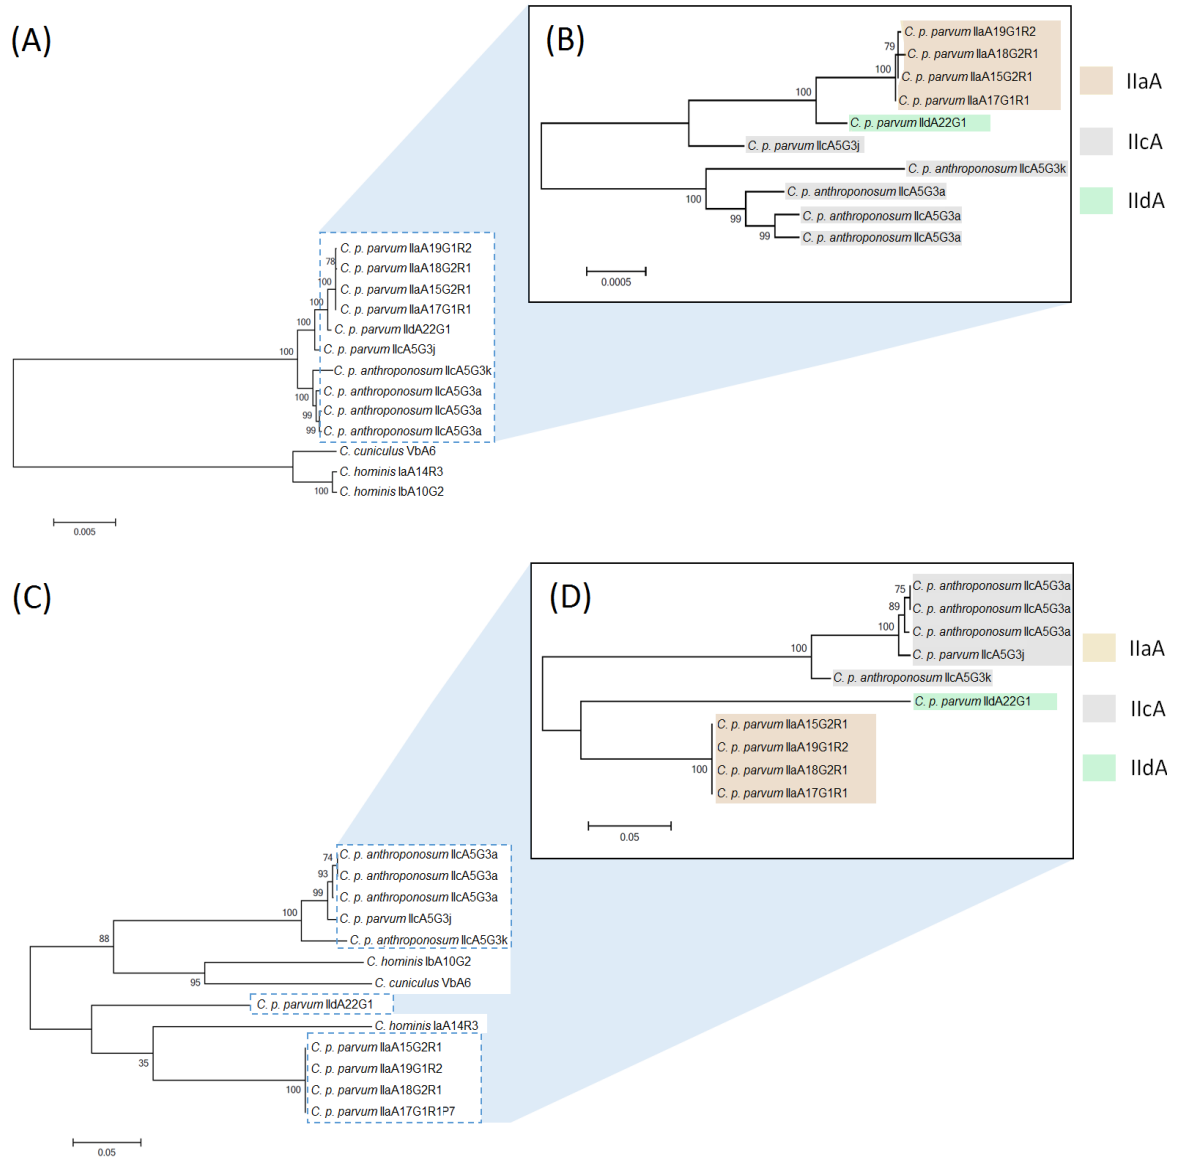 (A)
C. p. parvum IIaA19G1R2
78
C. p. parvum IIaA18G2R1
100
C. p. parvum IIaA15G2R1
100
C. p. parvum IIaA17G1R1
100
C. p. parvum IIdA22G1
100
C. p. parvum IIcA5G3j
C. p. anthroponosum IIcA5G3k
100
C. p. anthroponosum IIcA5G3a
C. p. anthroponosum IIcA5G3a
99
C. p. anthroponosum IIcA5G3a
99
C. cuniculus VbA6
C. hominis IaA14R3
C. hominis IbA10G2
100
0.005
(B)
C. p. parvum IIaA19G1R2
79
C. p. parvum IIaA18G2R1
100
C. p. parvum IIaA15G2R1
100
C. p. parvum IIaA17G1R1
C. p. parvum IIdA22G1
C. p. parvum IIcA5G3j
C. p. anthroponosum IIcA5G3k
100
C. p. anthroponosum IIcA5G3a
99
C. p. anthroponosum IIcA5G3a
99
C. p. anthroponosum IIcA5G3a
0.0005
IIaA
IIcA
IIdA
(C)
74
C. p. anthroponosum IIcA5G3a
93
C. p. anthroponosum IIcA5G3a
99
C. p. anthroponosum IIcA5G3a
100
C. p. parvum IIcA5G3j
88
C. p. anthroponosum IIcA5G3k
C. hominis IbA10G2
95
C. cuniculus VbA6
C. p. parvum IIdA22G1
C. hominis IaA14R3
C. p. parvum IIaA15G2R1
35
C. p. parvum IIaA19G1R2
100
C. p. parvum IIaA18G2R1
C. p. parvum IIaA17G1R1P7
0.05
(D)
75
C. p. anthroponosum IIcA5G3a
89
C. p. anthroponosum IIcA5G3a
100
C. p. anthroponosum IIcA5G3a
100
C. p. parvum IIcA5G3j
C. p. anthroponosum IIcA5G3k
C. p. parvum IIdA22G1
C. p. parvum IIaA15G2R1
C. p. parvum IIaA19G1R2
100
C. p. parvum IIaA18G2R1
C. p. parvum IIaA17G1R1
0.05
IIaA
IIcA
IIdA